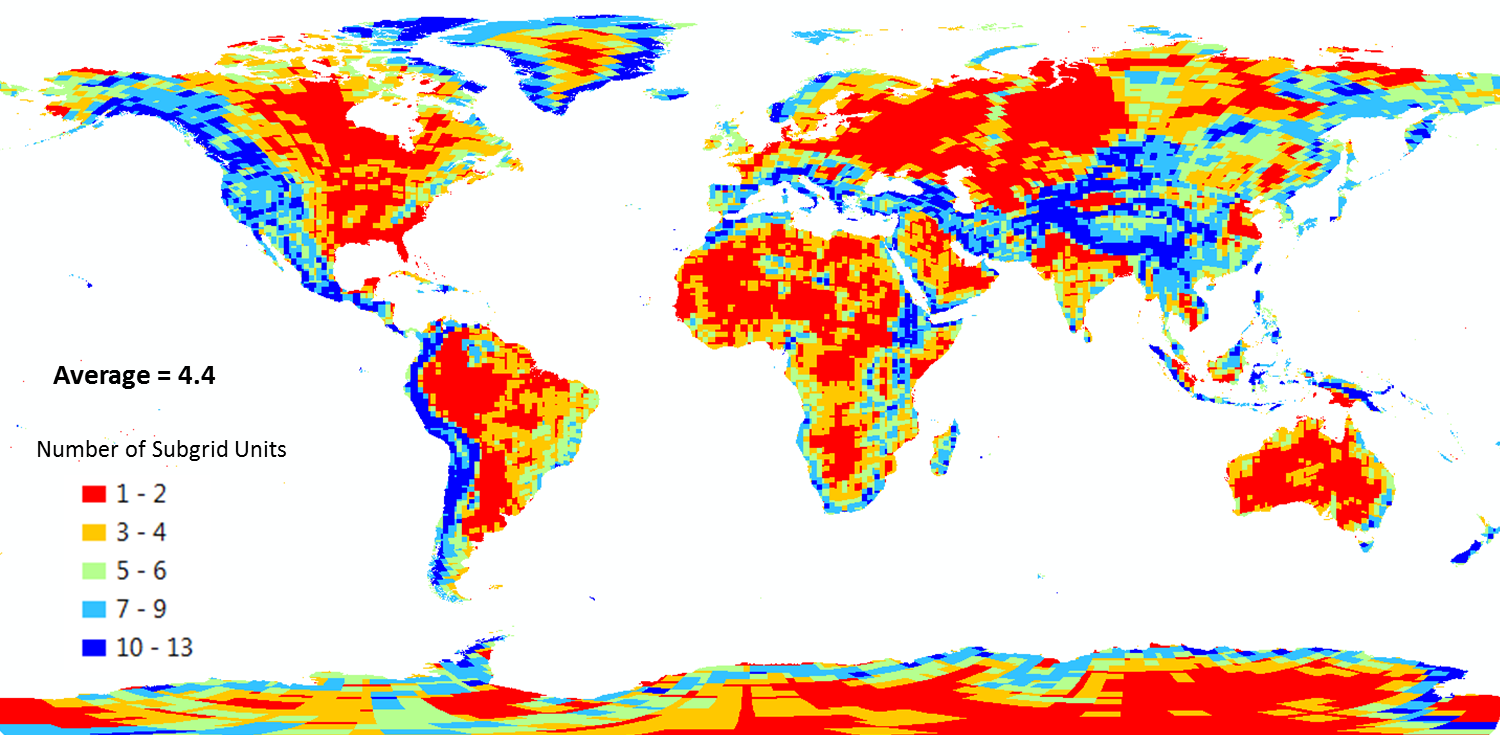 Average = 4.4
Number of Subgrid Units
1 - 2
3 - 4
5 - 6
7 - 9
10 - 13